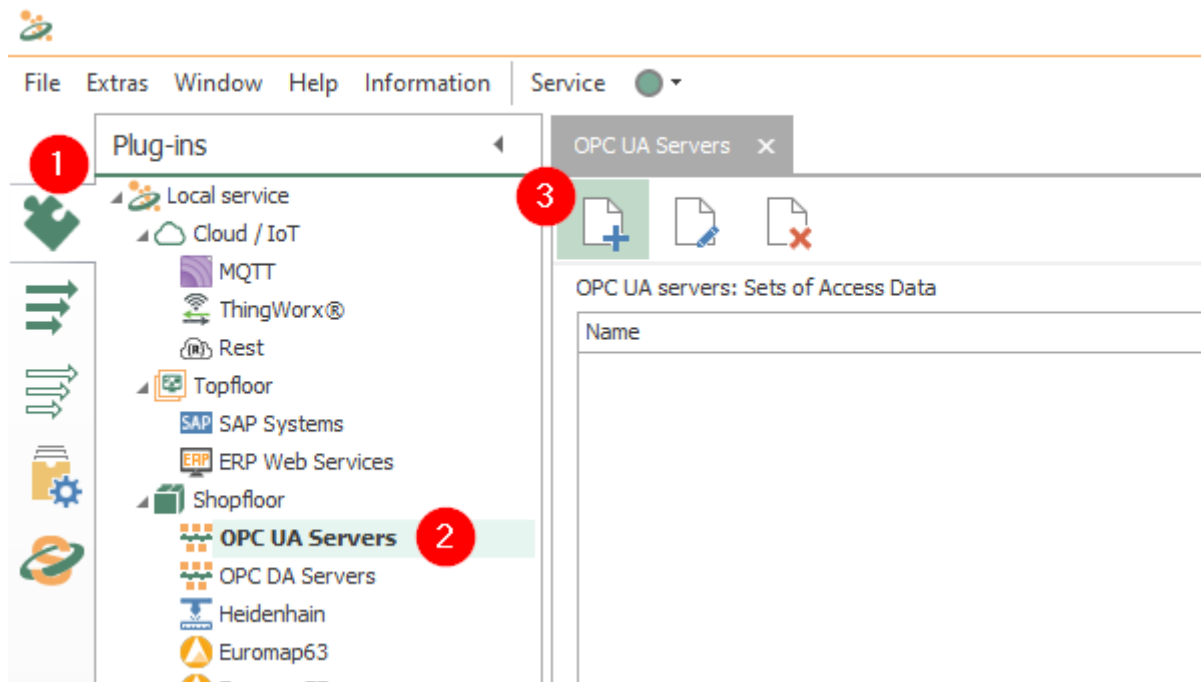 File Extras Window Help Information Service
1
Plug-ins
OPC UA Servers
3
Local service
Cloud / IoT
MQTT
ThingWorx®
Rest
Topfloor
SAP SAP Systems
ERP ERP Web Services
Shopfloor
OPC UA Servers
2
OPC DA Servers
Heidenhain
Euromap63
OPC UA servers: Sets of Access Data
Name